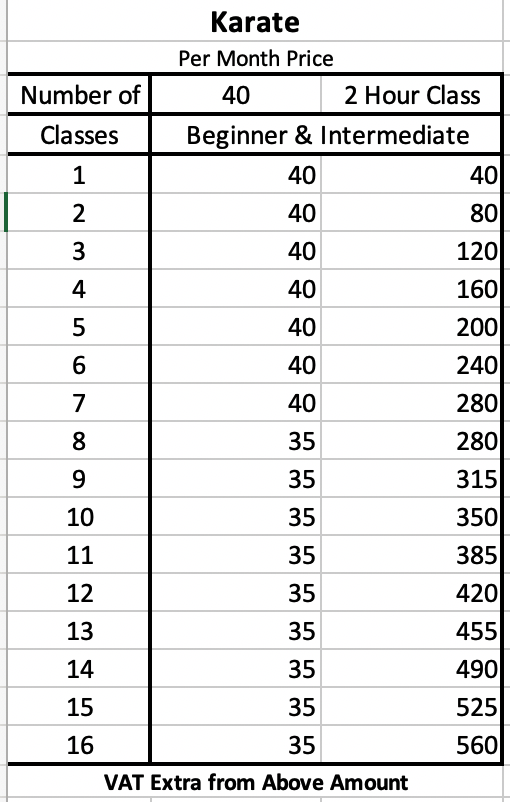 Karate
Per Month Price
Number of 40 2 Hour Class
Classes Beginner & Intermediate
1 40 40
2 40 80
3 40 120
4 40 160
5 40 200
6 40 240
7 40 280
8 35 280
9 35 315
10 35 350
11 35 385
12 35 420
13 35 455
14 35 490
15 35 525
16 35 560
VAT Extra from Above Amount